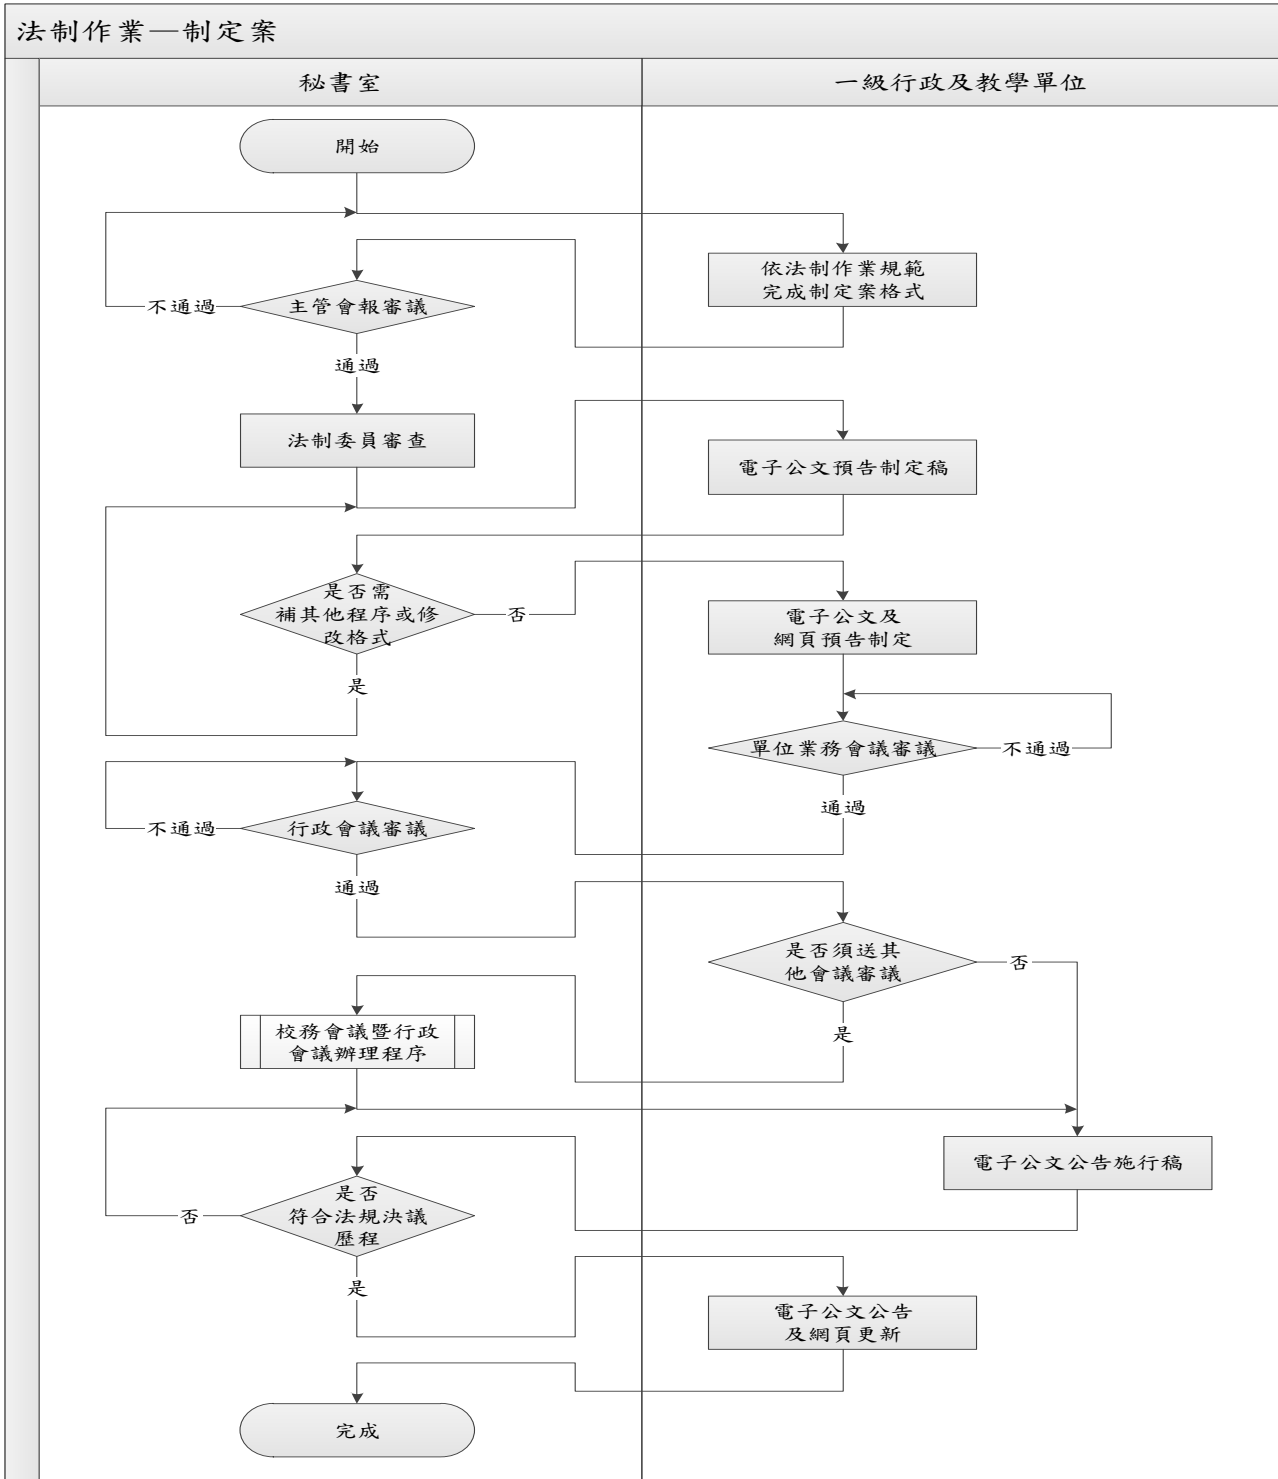 法制作業—制定案
秘書室
一級行政及教學單位
開始
依法制作業規範
完成制定案格式
不通過
主管會報審議
通過
法制委員審查
電子公文預告制定稿
是否需
補其他程序或修
改格式
否
是
電子公文及
網頁預告制定
單位業務會議審議
不通過
通過
不通過
行政會議審議
通過
是否須送其
他會議審議
否
是
校務會議暨行政
會議辦理程序
電子公文公告施行稿
否
是否
符合法規決議
歷程
是
電子公文公告
及網頁更新
完成